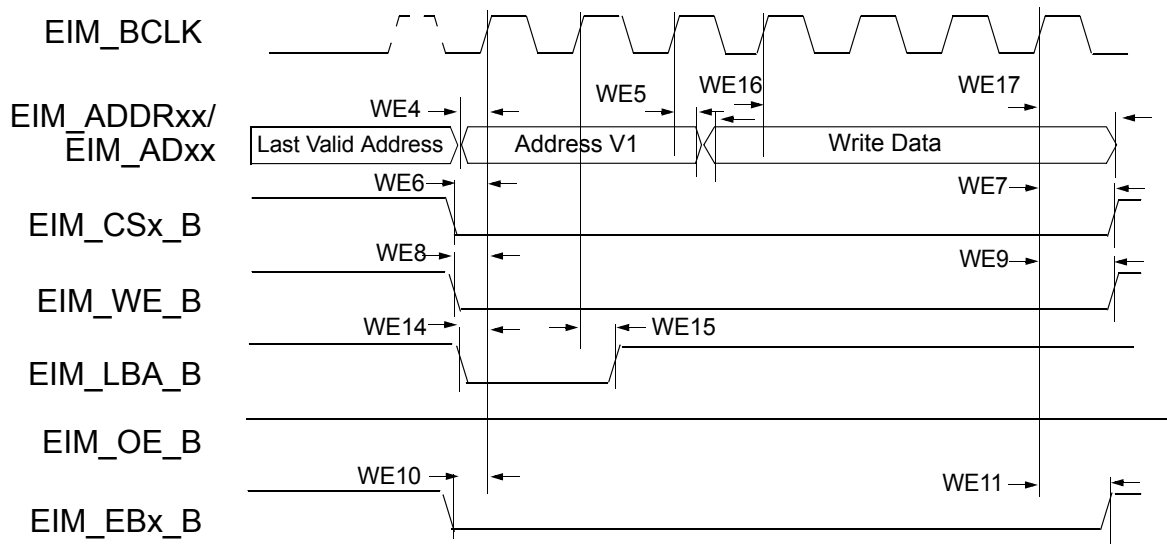 EIM_BCLK
WE5
WE16
WE17
WE4
EIM_ADDRxx/
EIM_ADxx
Last Valid Address
Address V1
Write Data
WE6
WE7
EIM_CSx_B
WE8
WE9
EIM_WE_B
WE14
WE15
EIM_LBA_B
EIM_OE_B
WE10
WE11
EIM_EBx_B